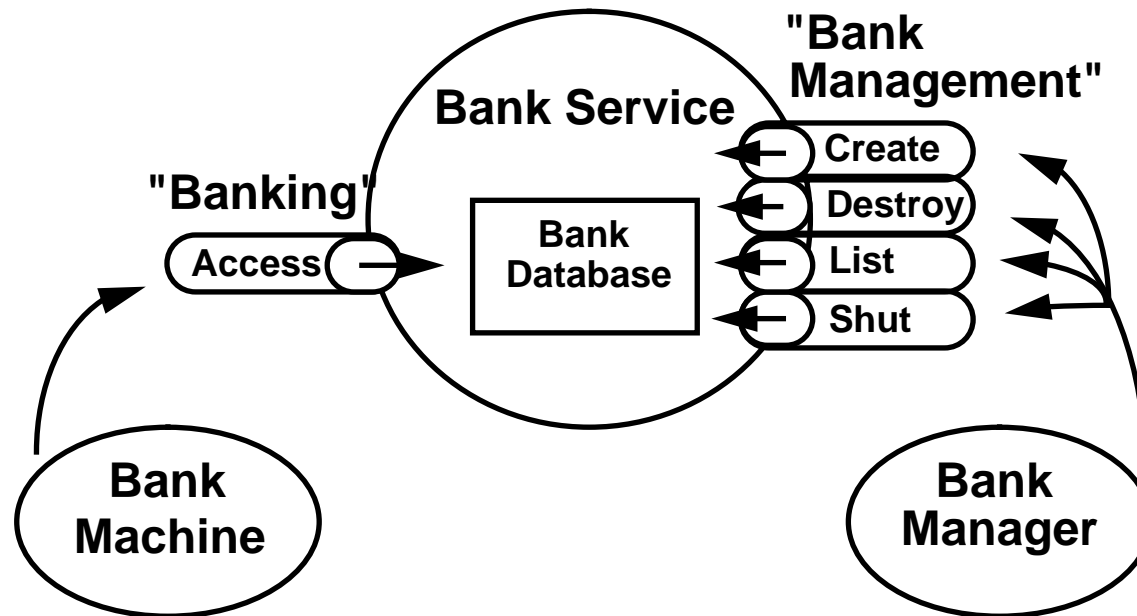 "Bank
Management"
Bank Service
Create
"Banking"
Destroy
Access
Bank
Database
List
Shut
Bank
Machine
Bank
Manager